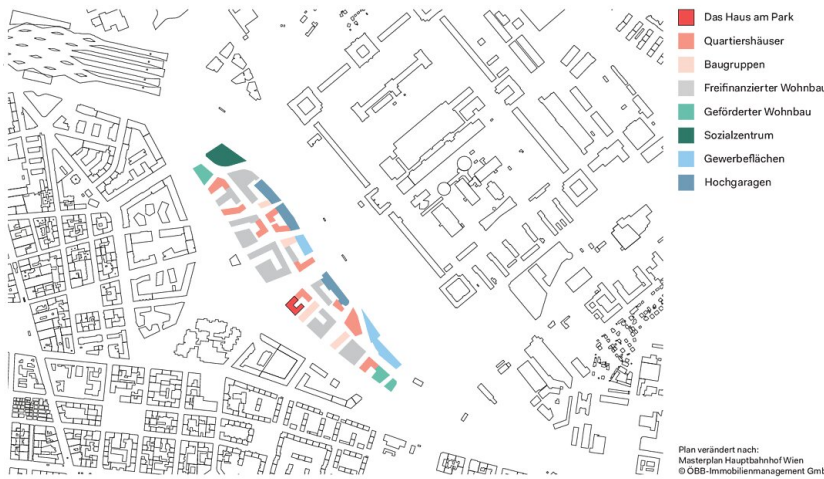 Das Haus am Park
Quartiershäuser
Baugruppen
Freifinanzierter Wohnbau
Geförderter Wohnbau
Sozialzentrum
Gewerbeflächen
Hochgaragen
Plan verändert nach:
Masterplan Hauptbahnhof Wien
© ÖBB-Immobilienmanagement Gmb